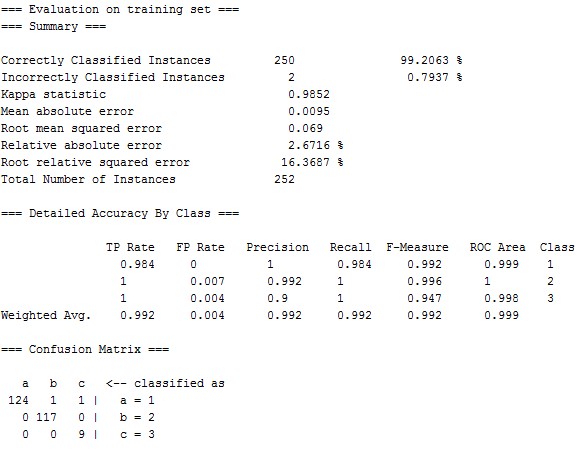 === Evaluation on training set ===
=== Summary ===
Correctly Classified Instances 250 99.2063 %
Incorrectly Classified Instances 2 0.7937 %
Kappa statistic 0.9852
Mean absolute error 0.0095
Root mean squared error 0.069
Relative absolute error 2.6716 %
Root relative squared error 16.3687 %
Total Number of Instances 252
=== Detailed Accuracy By Class ===
TP Rate FP Rate Precision Recall F-Measure ROC Area Class
0.984 0 1 0.984 0.992 0.999 1
1 0.007 0.992 1 0.996 1 2
1 0.004 0.9 1 0.947 0.998 3
Weighted Avg. 0.992 0.004 0.992 0.992 0.992 0.999
=== Confusion Matrix ===
a b c <-- classified as
124 1 1 | a = 1
0 117 0 | b = 2
0 0 9 | c = 3